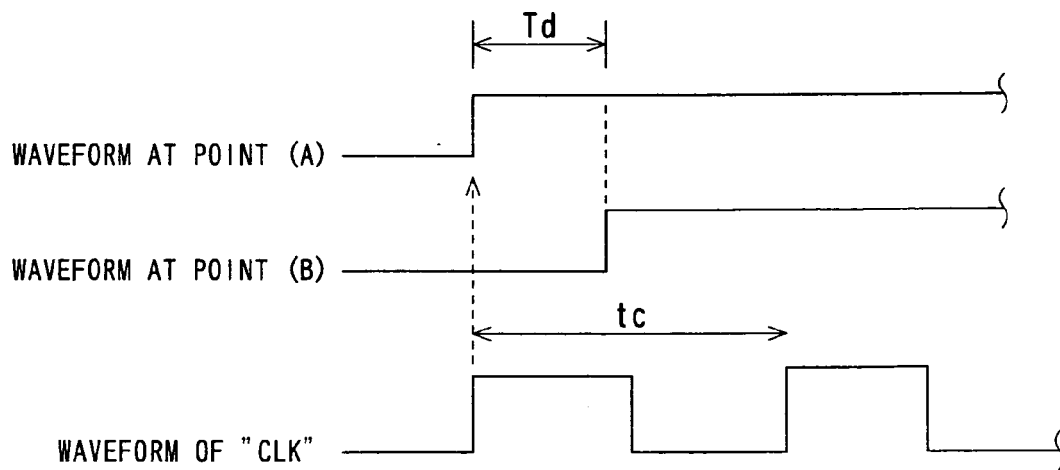 Td
WAVEFORM AT POINT (A)
WAVEFORM AT POINT (B)
tc
WAVEFORM OF "CLK"